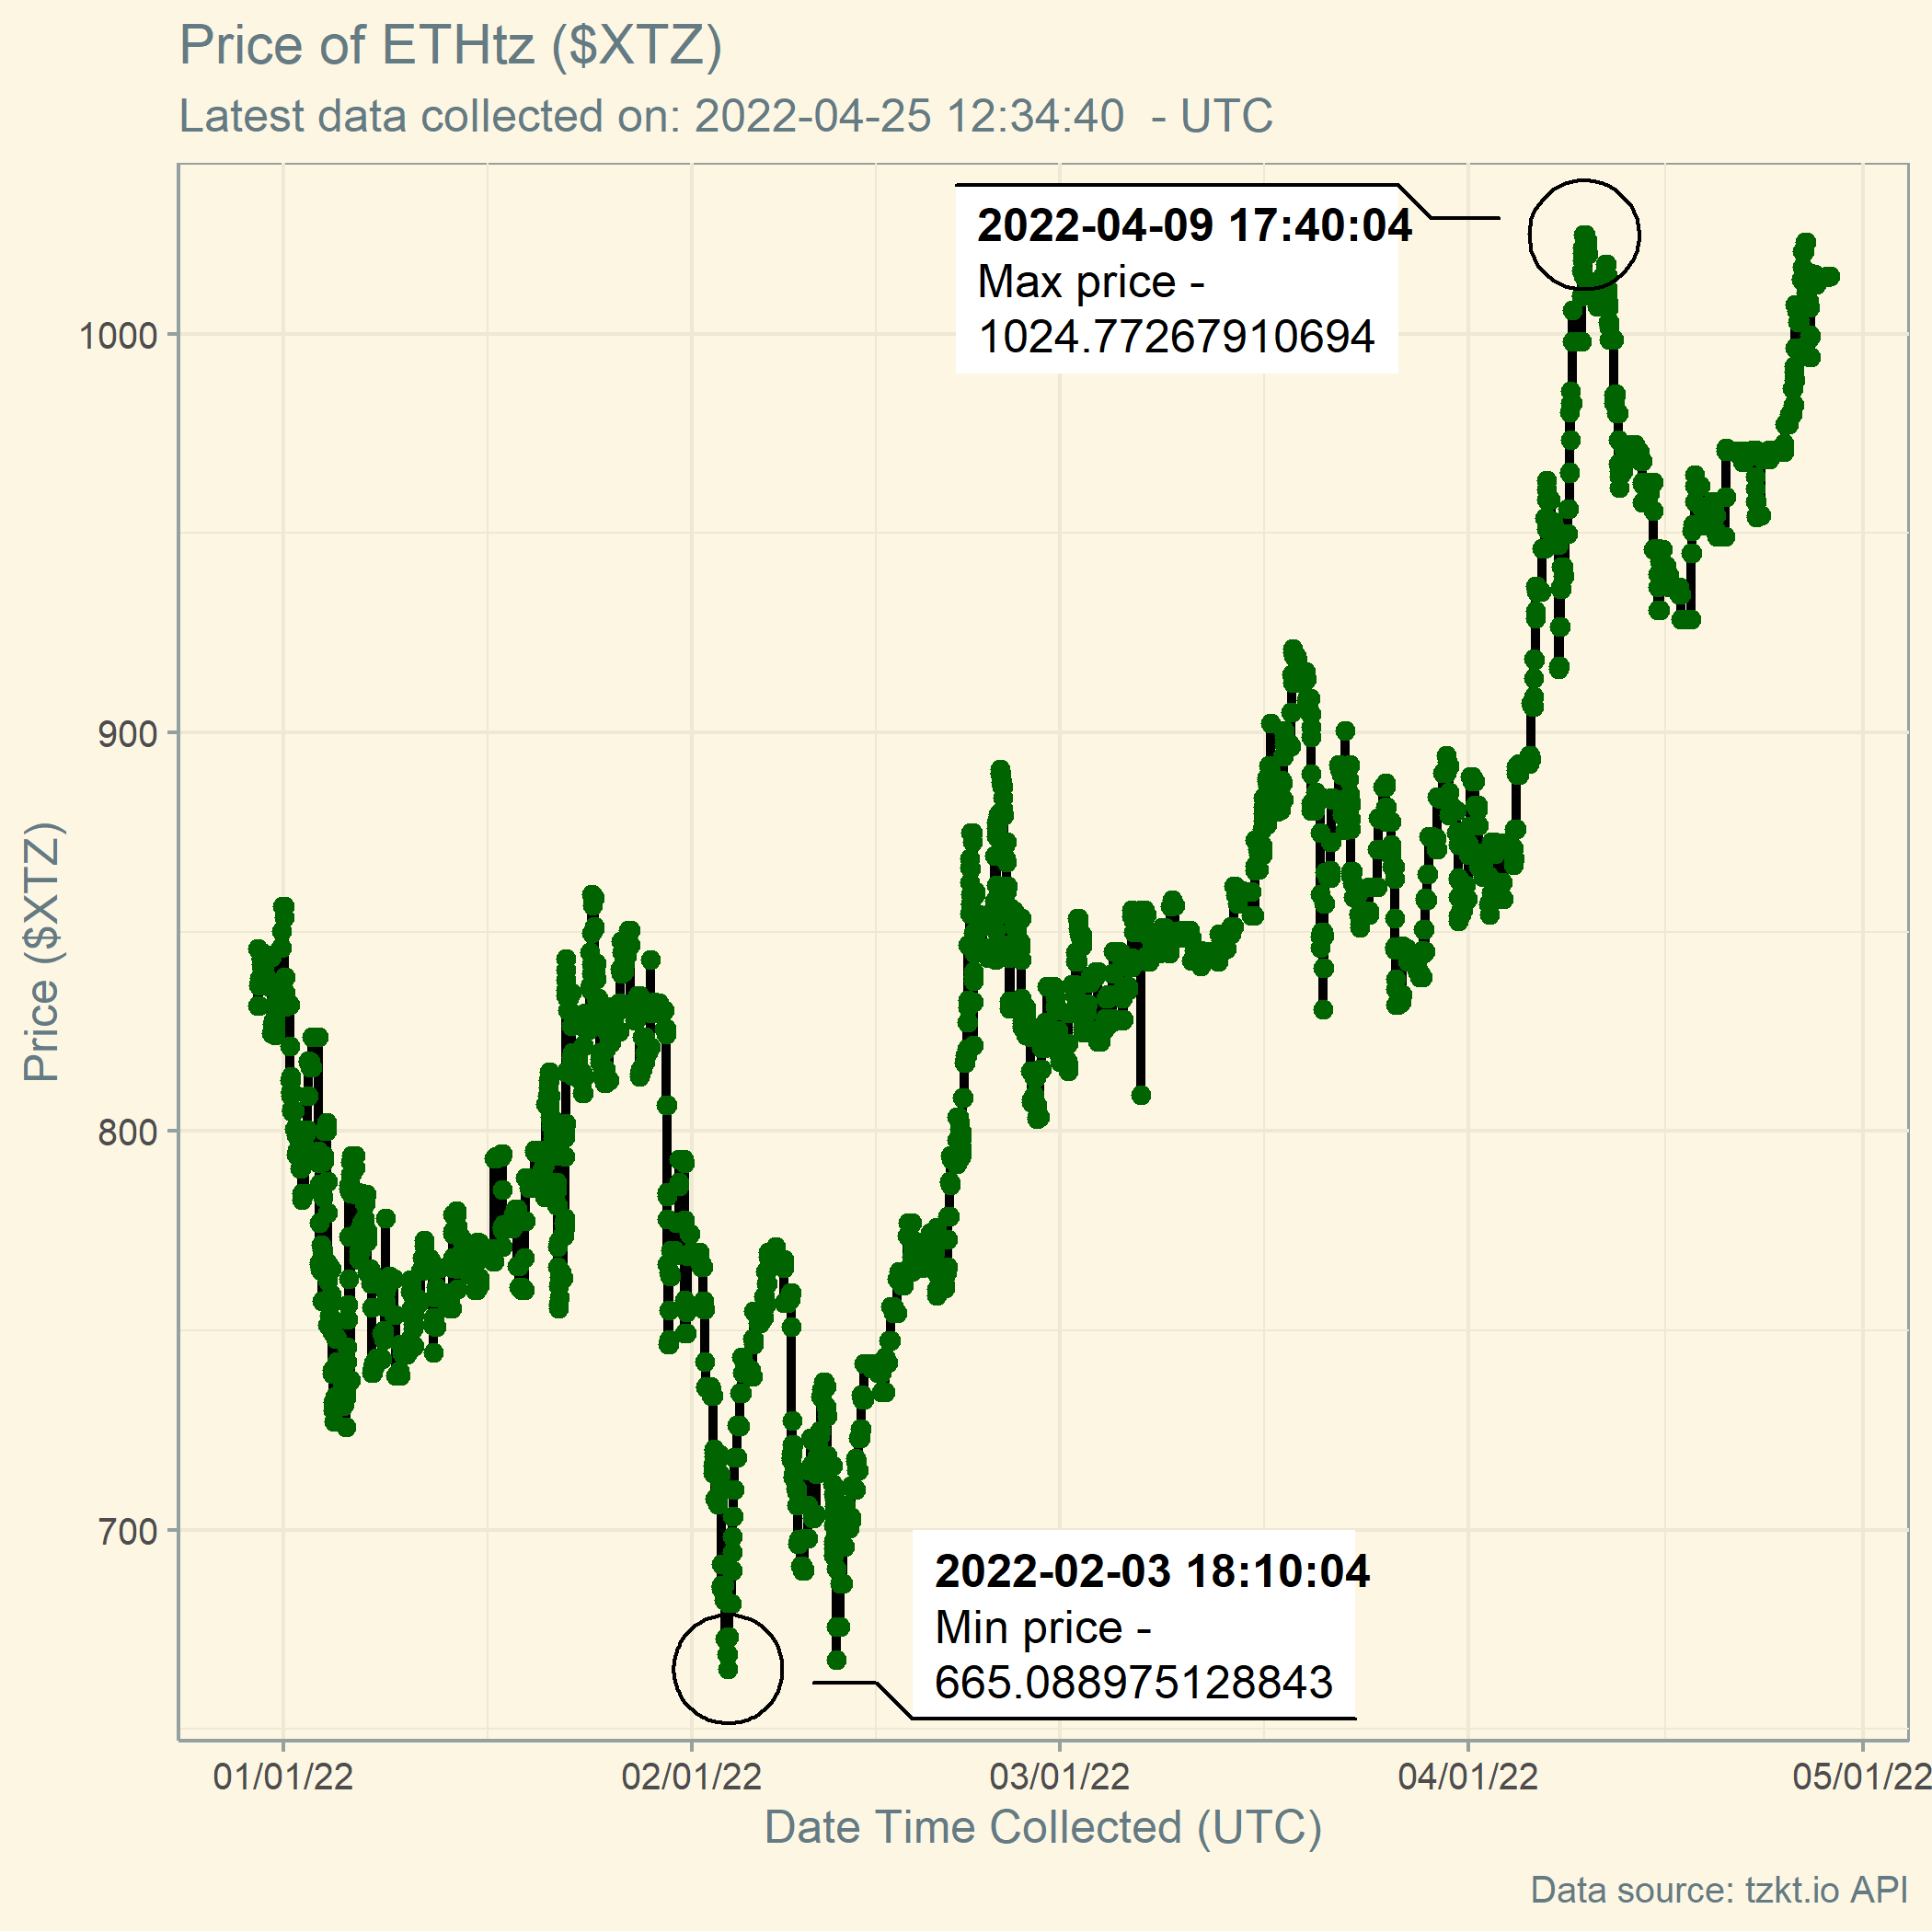 Price of ETHtz ($XTZ)
Latest data collected on: 2022-04-25 12:34:40  - UTC
2022-04-09 17:40:04
Max price -
1024.77267910694
1000
900
800
700
Price ($XTZ)
2022-02-03 18:10:04
Min price -
665.088975128843
01/01/22
02/01/22
03/01/22
04/01/22
05/01/22
Date Time Collected (UTC)
Data source: tzkt.io API